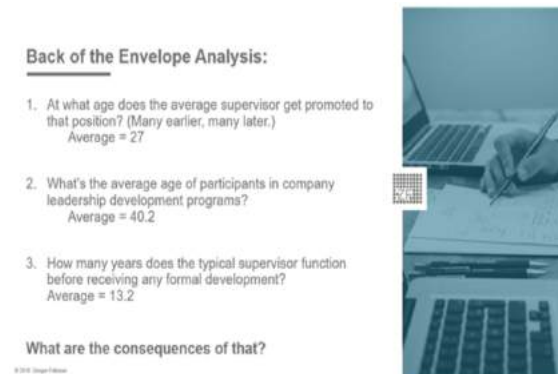 Back of the Envelope Analysis:
1. At what age does the average supervisor get promoted to
that position? (Many earlier, many later.)
Average = 27
2. What's the average age of participants in company
leadership development programs?
Average = 40.2
3. How many years does the typical supervisor function
before receiving any formal development?
Average = 13.2
What are the consequences of that?